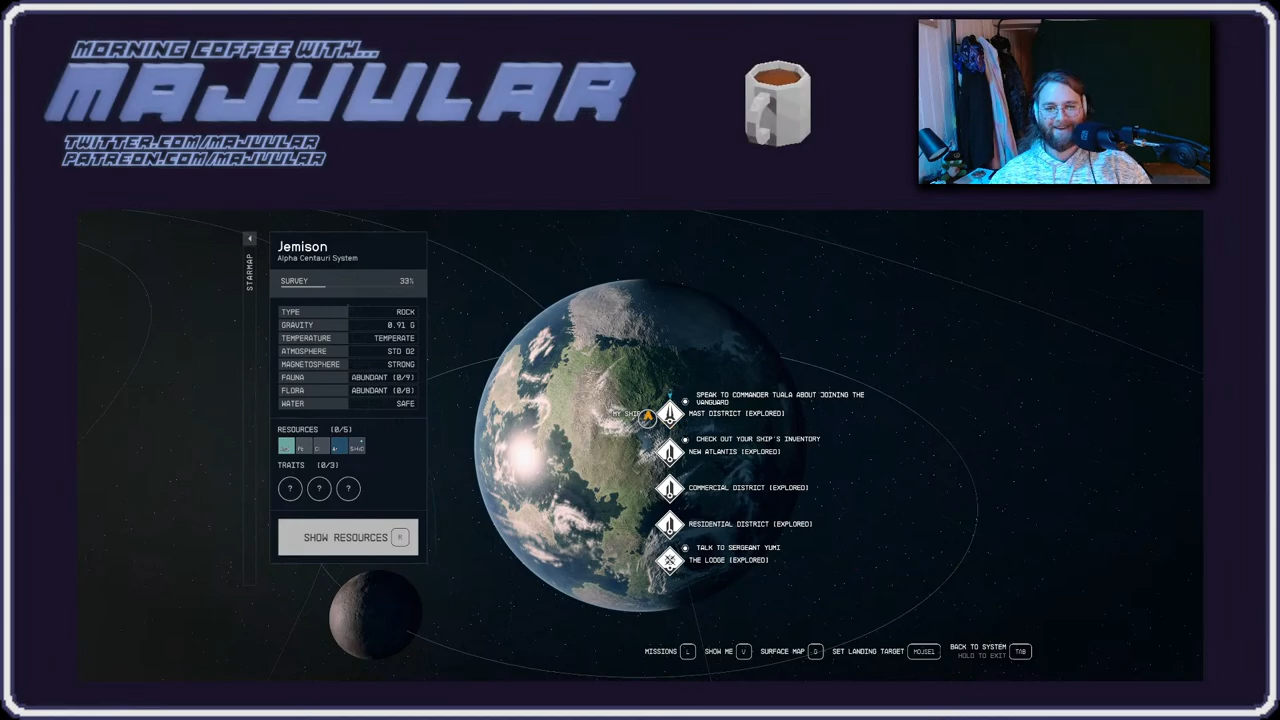 MORNING COFFEE WITH...
MAJUULAR
TWITTER.COM/MAJUULAR
PATREON.COM/MAJUULAR
STARMAP
Jemison
Alpha Centauri System
SURVEY 33%
TYPE ROCK
GRAVITY 0.91 G
TEMPERATURE TEMPERATE
ATMOSPHERE STD O2
MAGNETOSPHERE STRONG
FAUNA ABUNDANT (0/9)
FLORA ABUNDANT (0/8)
WATER SAFE
RESOURCES (0/5)
TRAITS (0/3)
? ? ?
SHOW RESOURCES R
MY SHIP
SPEAK TO COMMANDER TUALA ABOUT JOINING THE
VANGUARD
MAST DISTRICT [EXPLORED]
CHECK OUT YOUR SHIP'S INVENTORY
NEW ATLANTIS [EXPLORED]
COMMERCIAL DISTRICT [EXPLORED]
RESIDENTIAL DISTRICT [EXPLORED]
TALK TO SERGEANT YUMI
THE LODGE [EXPLORED]
MISSIONS L SHOW ME V SURFACE MAP G SET LANDING TARGET MOUSE1 BACK TO SYSTEM TAB
HOLD TO EXIT